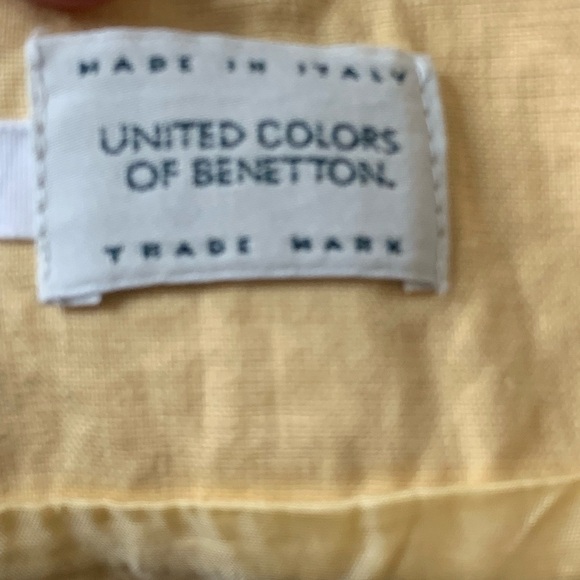 MADE IN ITALY
UNITED COLORS
OF BENETTON.
TRADE MARK